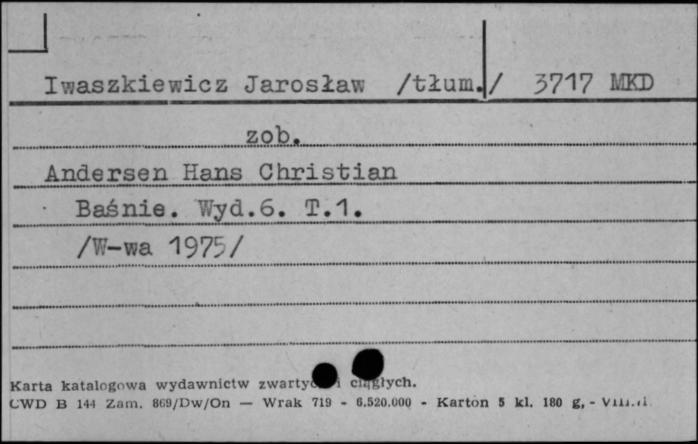 Iwaszkiewicz Jarosław /tłum./ 3717 MKD
zob.
Andersen Hans Christian
Baśnie. Wyd.6. T.1.
/W-wa 1975/
Karta katalogowa wydawnictw zwartych i ciągłych.
CWD B 144 Zam. 869/Dw/On — Wrak 719 - 6.520.000 - Karton 5 kl. 180 g, -